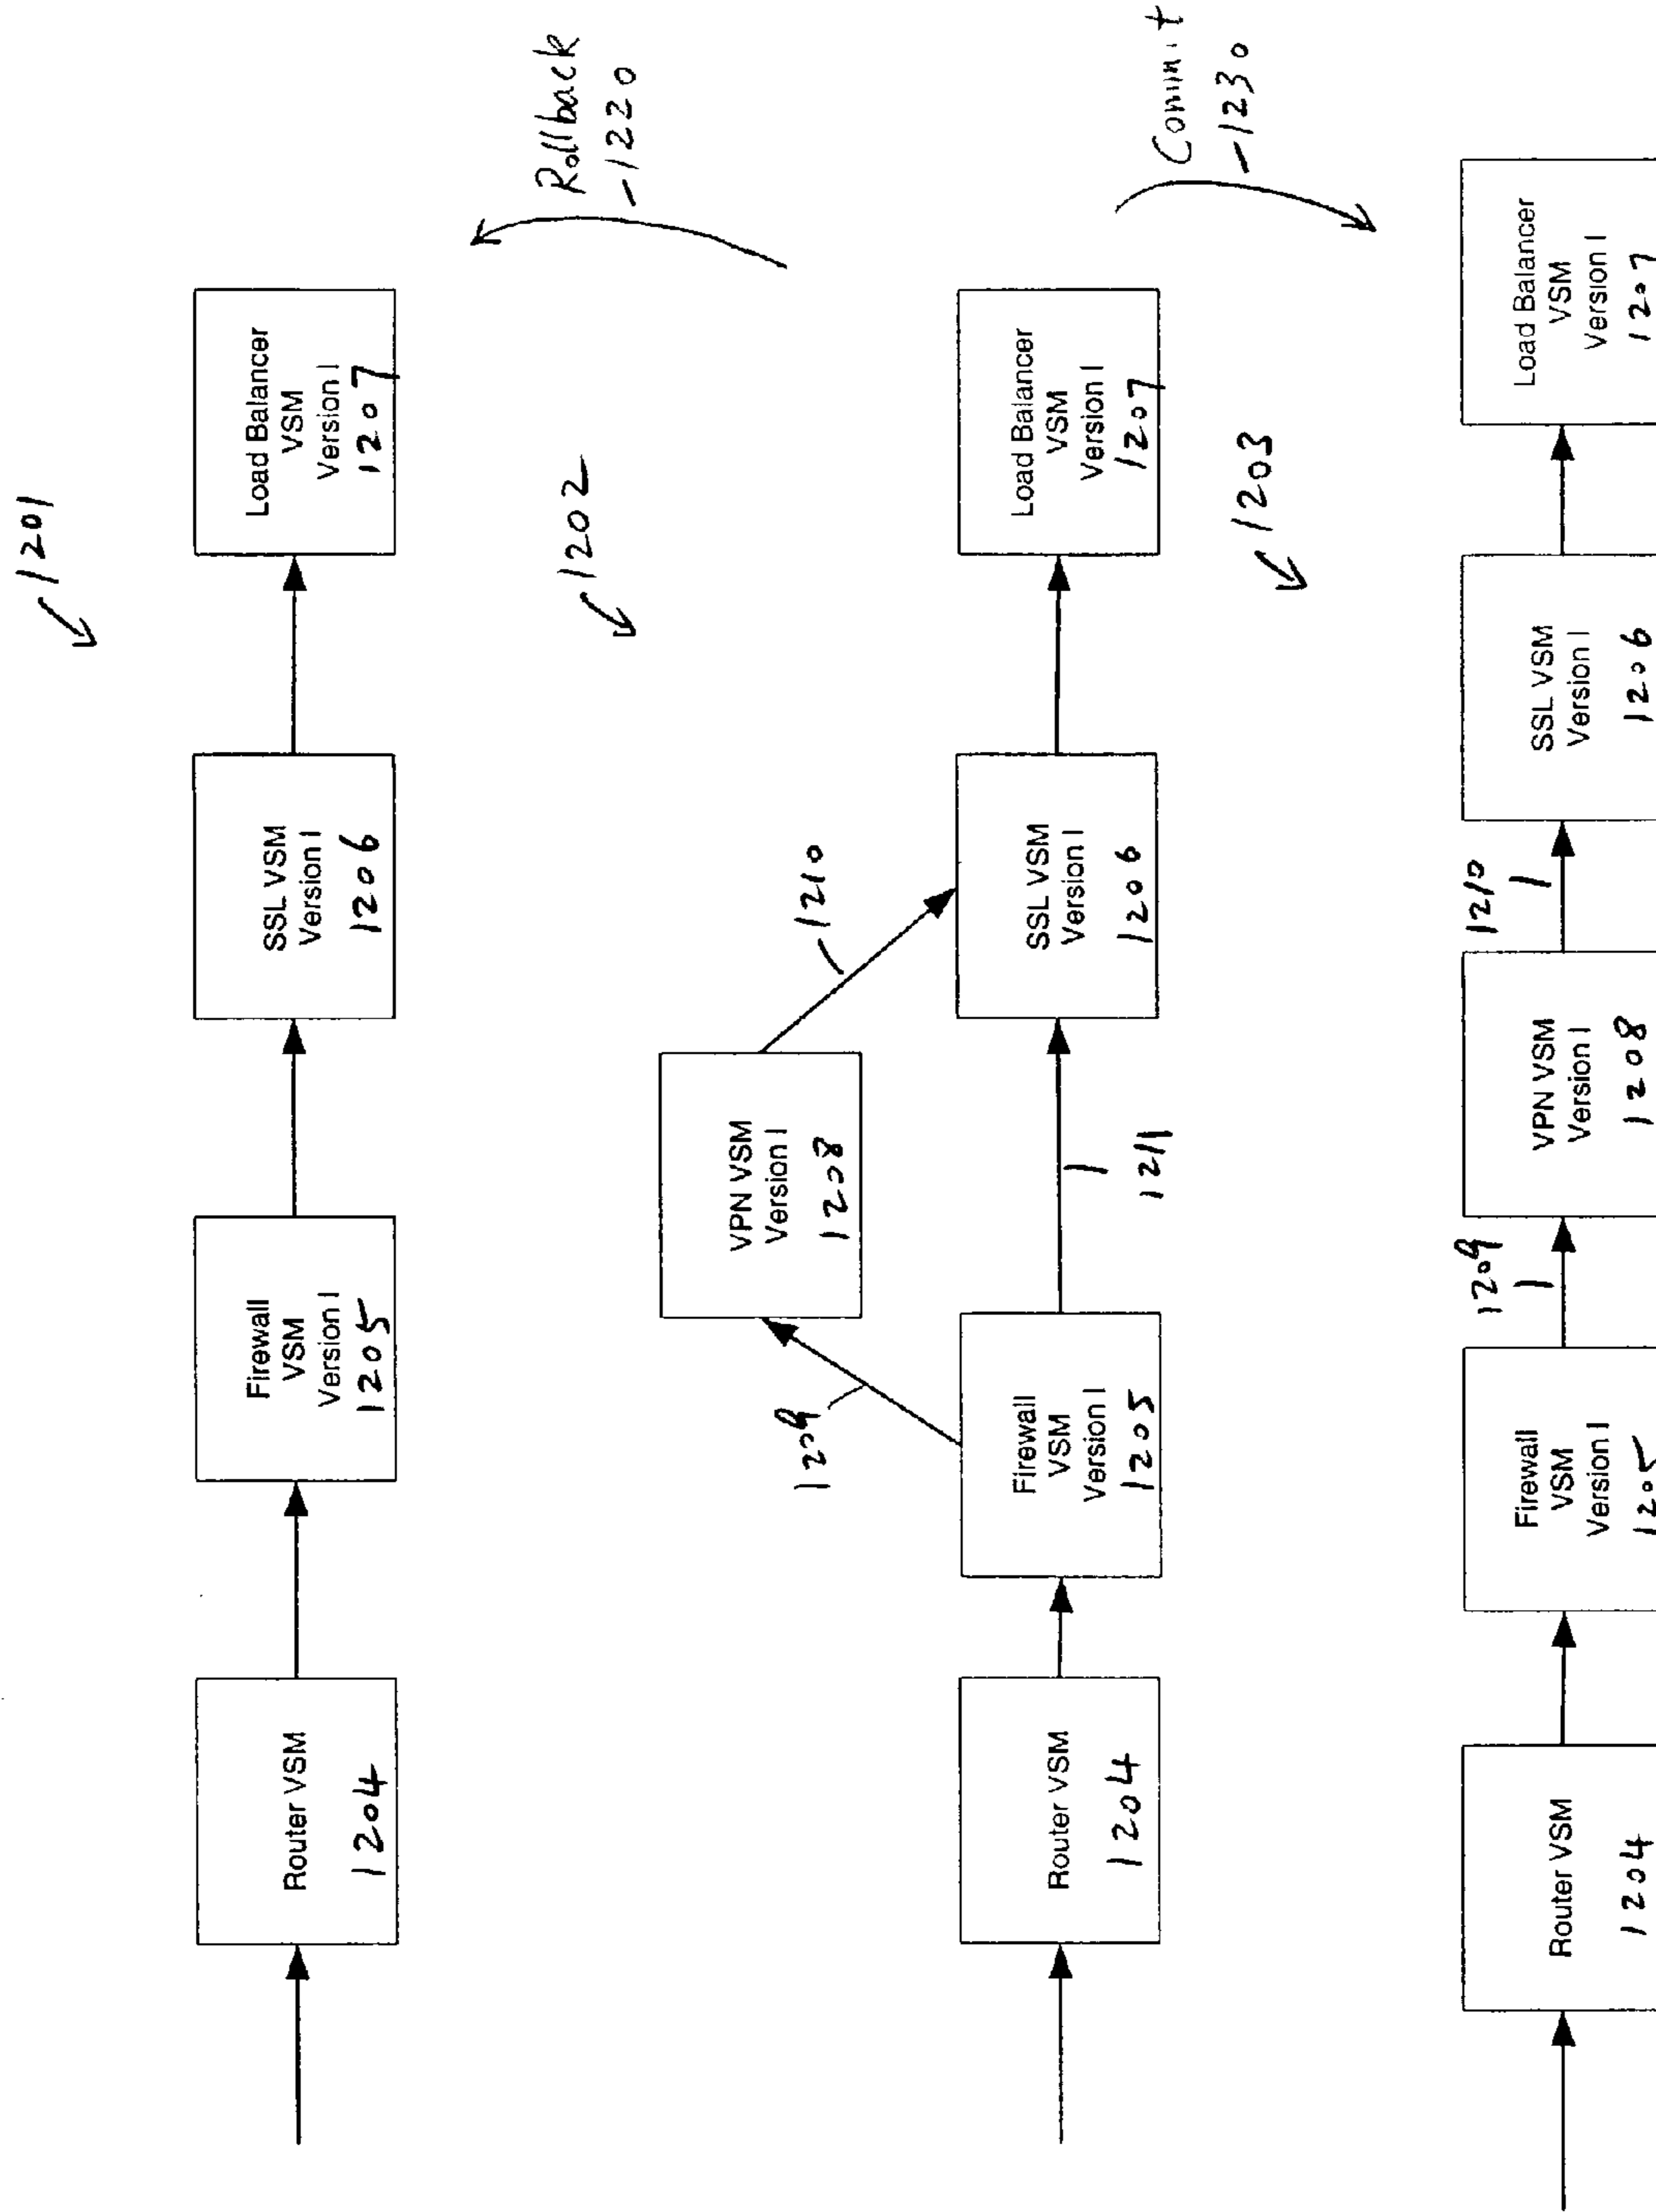 1201
Router VSM
1204
Firewall
VSM
Version I
1205
SSL VSM
Version I
1206
Load Balancer
VSM
Version I
1207
Rollback
-1220
1202
VPN VSM
Version I
1208
1209
1210
Router VSM
1204
Firewall
VSM
Version I
1205
1211
SSL VSM
Version I
1206
Load Balancer
VSM
Version I
1207
Commit
-1230
1203
Router VSM
1204
Firewall
VSM
Version I
1205
1209
VPN VSM
Version I
1208
1210
SSL VSM
Version I
1206
Load Balancer
VSM
Version I
1207